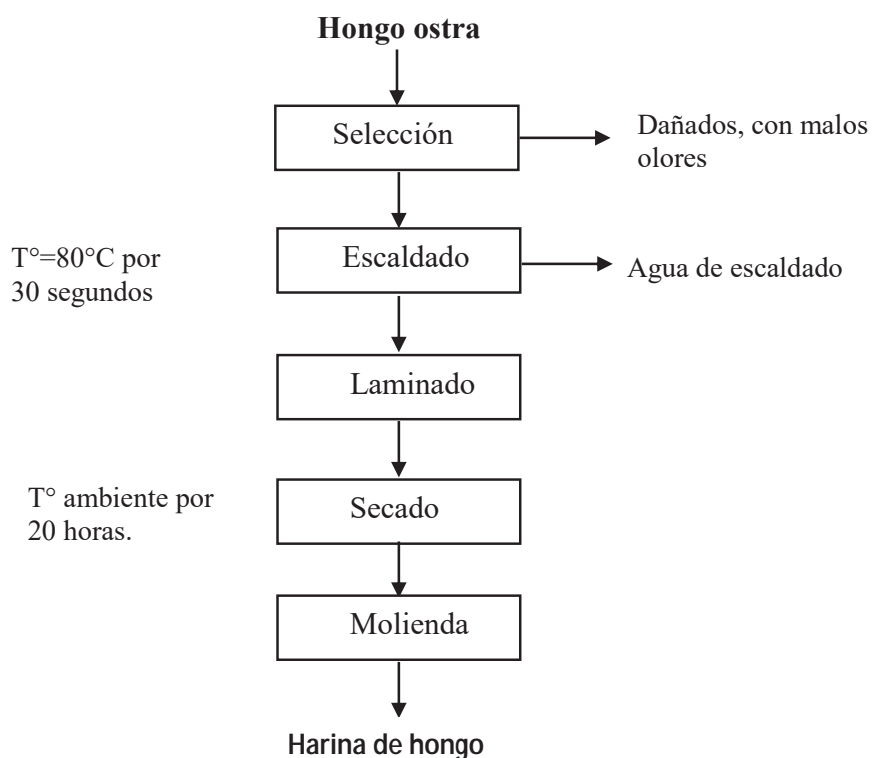 Hongo ostra
Selección
Dañados, con malos
olores
T°=80°C por
30 segundos
Escaldado
Agua de escaldado
Laminado
T° ambiente por
20 horas.
Secado
Molienda
Harina de hongo